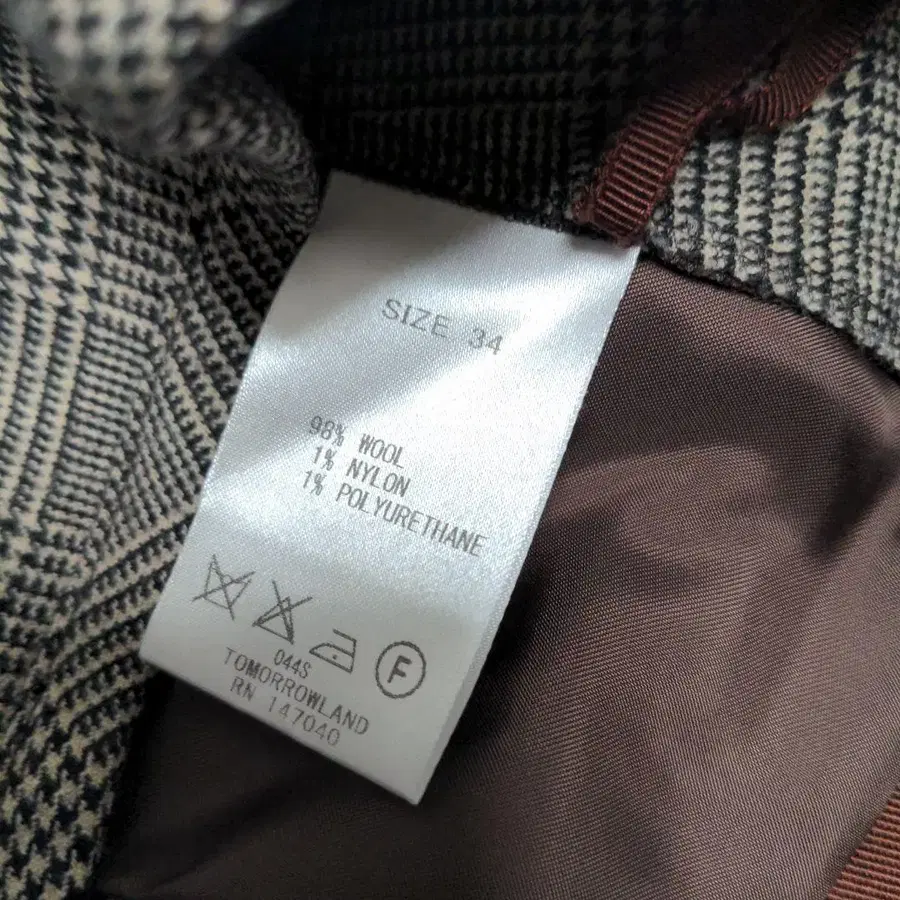 SIZE 34
98% WOOL
1% NYLON
1% POLYURETHANE
F
044S
TOMORROWLAND
RN 147040